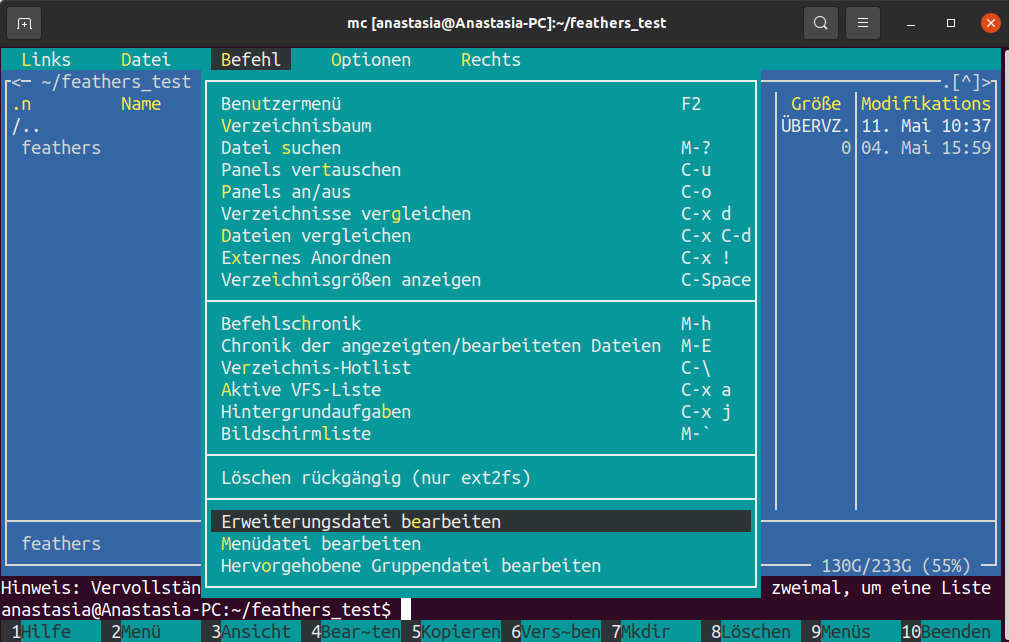 mc [anastasia@Anastasia-PC]:~/feathers_test
Links Datei Befehl Optionen Rechts
<─ ~/feathers_test .[^]>
.n Name Größe Modifikations
/.. ÜBERVZ. 11. Mai 10:37
feathers 0 04. Mai 15:59
Benutzermenü F2
Verzeichnisbaum
Datei suchen M-?
Panels vertauschen C-u
Panels an/aus C-o
Verzeichnisse vergleichen C-x d
Dateien vergleichen C-x C-d
Externes Anordnen C-x !
Verzeichnisgrößen anzeigen C-Space
Befehlschronik M-h
Chronik der angezeigten/bearbeiteten Dateien M-E
Verzeichnis-Hotlist C-\
Aktive VFS-Liste C-x a
Hintergrundaufgaben C-x j
Bildschirmliste M-`
Löschen rückgängig (nur ext2fs)
Erweiterungsdatei bearbeiten
Menüdatei bearbeiten
Hervorgehobene Gruppendatei bearbeiten
feathers
130G/233G (55%)
Hinweis: Vervollstän zweimal, um eine Liste
anastasia@Anastasia-PC:~/feathers_test$
1Hilfe 2Menü 3Ansicht 4Bear~ten 5Kopieren 6Vers~ben 7Mkdir 8Löschen 9Menüs 10Beenden